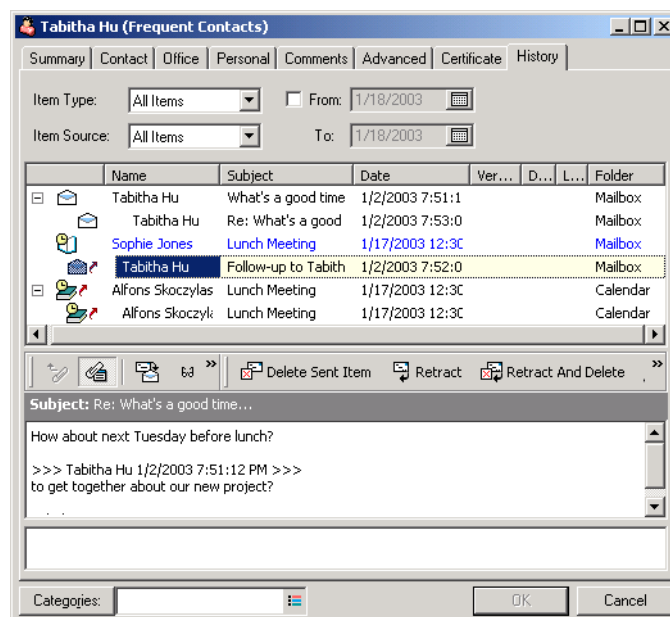 Tabitha Hu (Frequent Contacts)
Summary Contact Office Personal Comments Advanced Certificate History
Item Type: All Items From: 1/18/2003
Item Source: All Items To: 1/18/2003
Name Subject Date Ver... D... L... Folder
Tabitha Hu What's a good time 1/2/2003 7:51:1 Mailbox
Tabitha Hu Re: What's a good 1/2/2003 7:53:0 Mailbox
Sophie Jones Lunch Meeting 1/17/2003 12:30 Mailbox
Tabitha Hu Follow-up to Tabith 1/2/2003 7:52:0 Mailbox
Alfons Skoczylas Lunch Meeting 1/17/2003 12:30 Calendar
Alfons Skoczyla Lunch Meeting 1/17/2003 12:30 Calendar
» Delete Sent Item Retract Retract And Delete »
Subject: Re: What's a good time...
How about next Tuesday before lunch?
>>> Tabitha Hu 1/2/2003 7:51:12 PM >>>
to get together about our new project?
Categories: OK Cancel